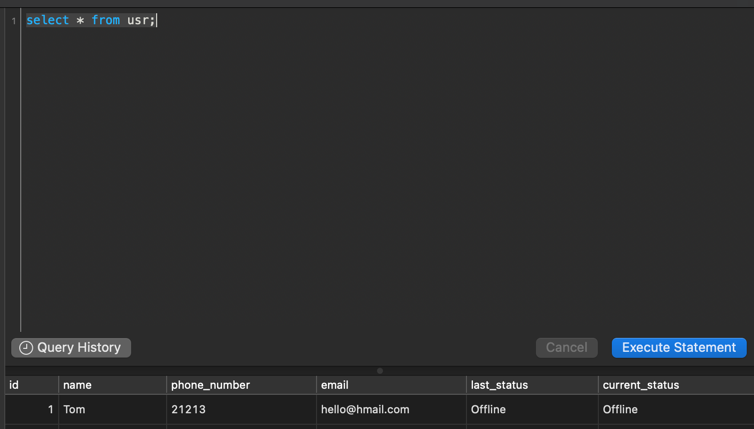 1 select * from usr;
Query History Cancel Execute Statement
id name phone_number email last_status current_status
1 Tom 21213 hello@hmail.com Offline Offline